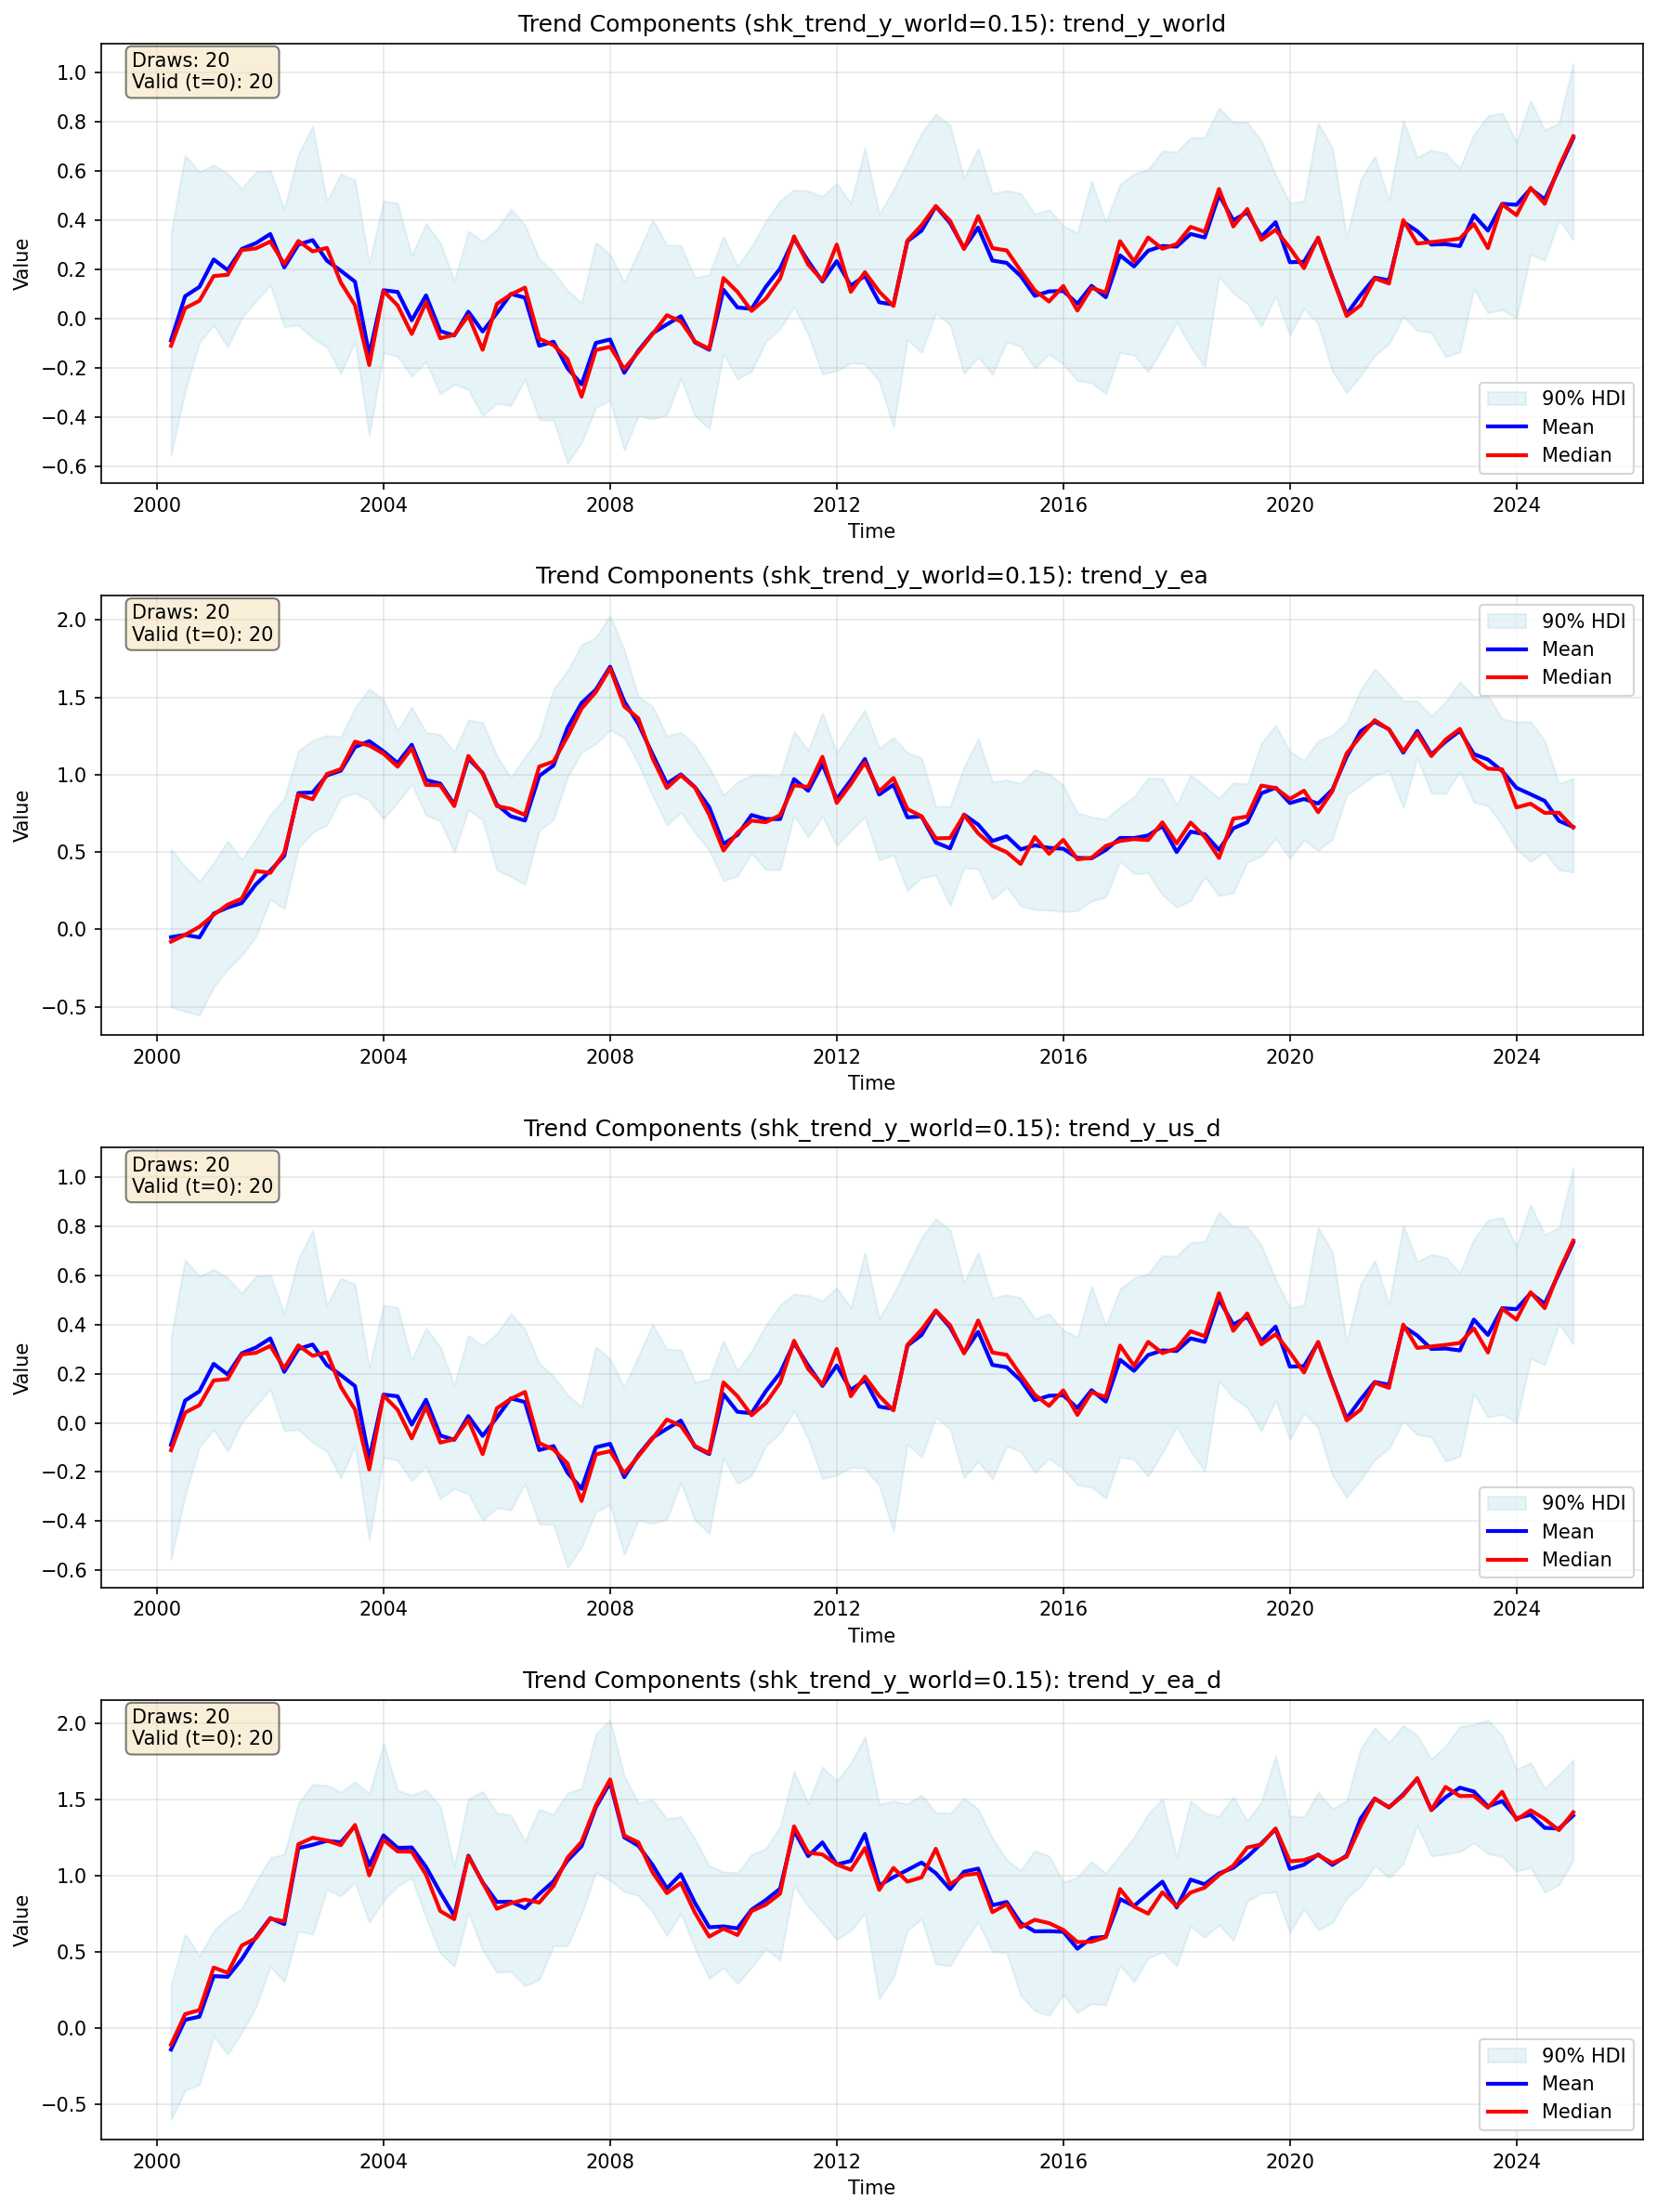 Trend Components (shk_trend_y_world=0.15): trend_y_world
Draws: 20
Valid (t=0): 20
1.0
0.8
0.6
0.4
0.2
0.0
−0.2
−0.4
−0.6
Value
90% HDI
Mean
Median
2000 2004 2008 2012 2016 2020 2024
Time
Trend Components (shk_trend_y_world=0.15): trend_y_ea
Draws: 20
Valid (t=0): 20
2.0
1.5
1.0
0.5
0.0
−0.5
Value
90% HDI
Mean
Median
2000 2004 2008 2012 2016 2020 2024
Time
Trend Components (shk_trend_y_world=0.15): trend_y_us_d
Draws: 20
Valid (t=0): 20
1.0
0.8
0.6
0.4
0.2
0.0
−0.2
−0.4
−0.6
Value
90% HDI
Mean
Median
2000 2004 2008 2012 2016 2020 2024
Time
Trend Components (shk_trend_y_world=0.15): trend_y_ea_d
Draws: 20
Valid (t=0): 20
2.0
1.5
1.0
0.5
0.0
−0.5
Value
90% HDI
Mean
Median
2000 2004 2008 2012 2016 2020 2024
Time